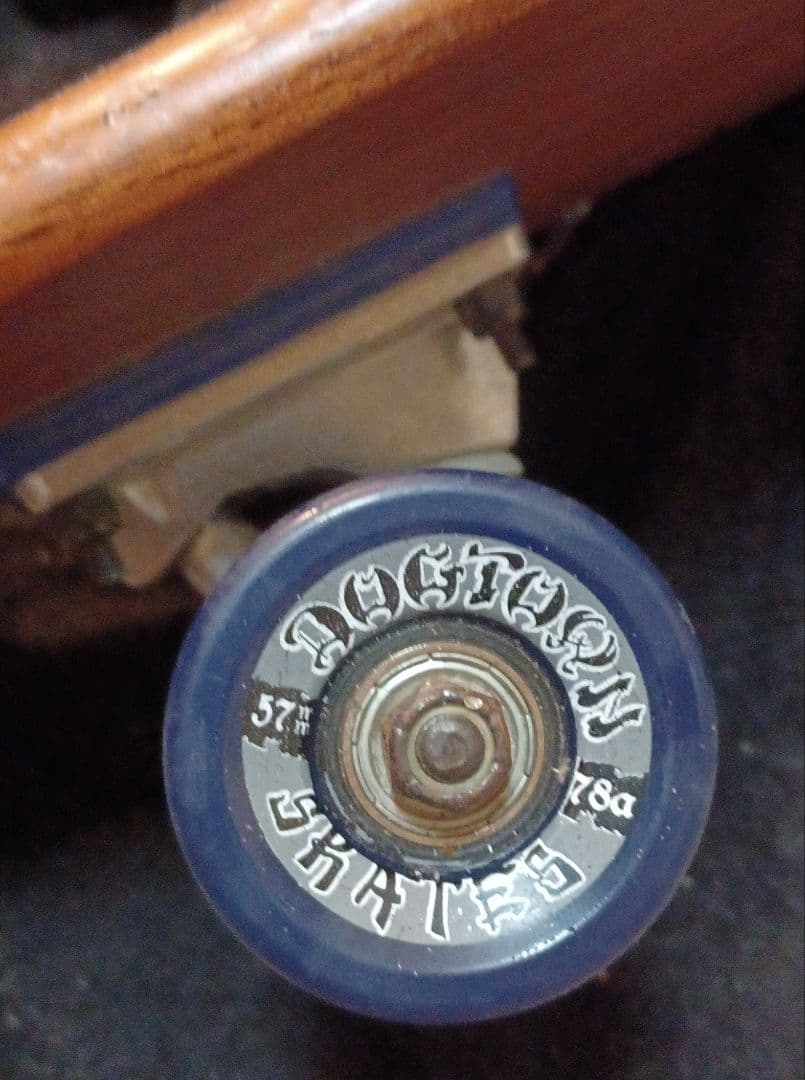 DOGTOWN
57mm
78a
SKATES